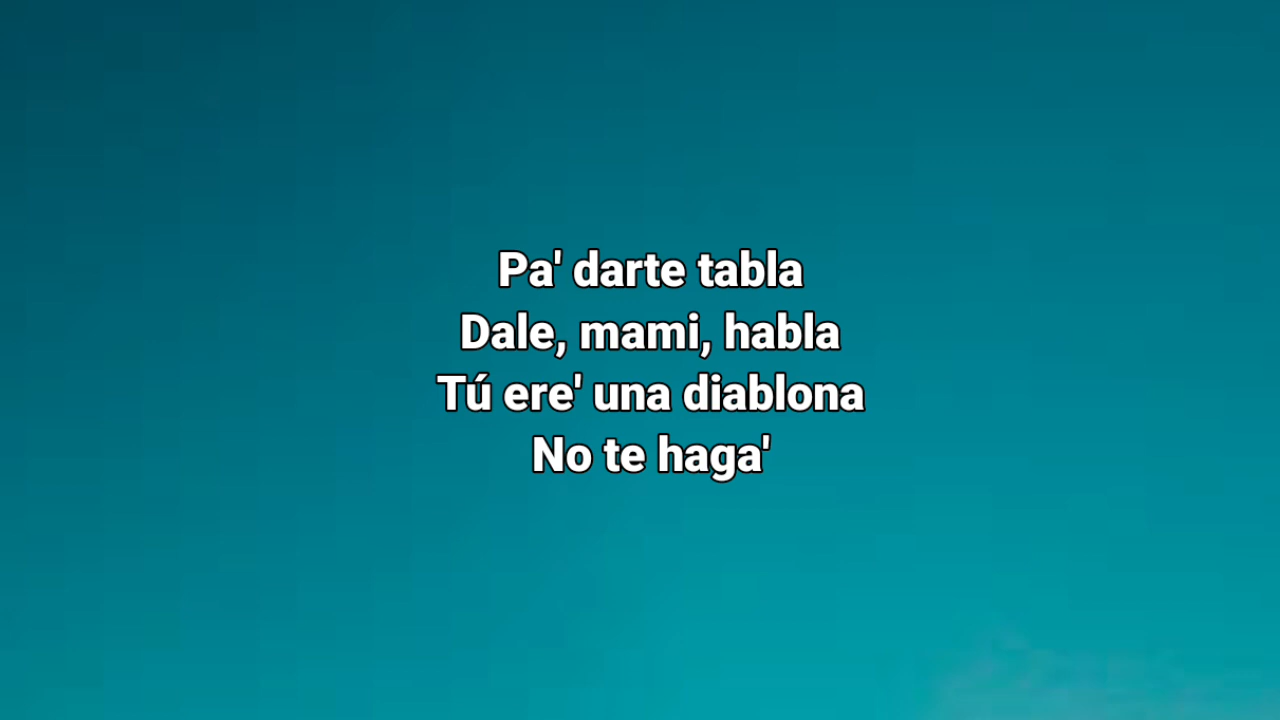 Pa' darte tabla
Dale, mami, habla
Tú ere' una diablona
No te haga'